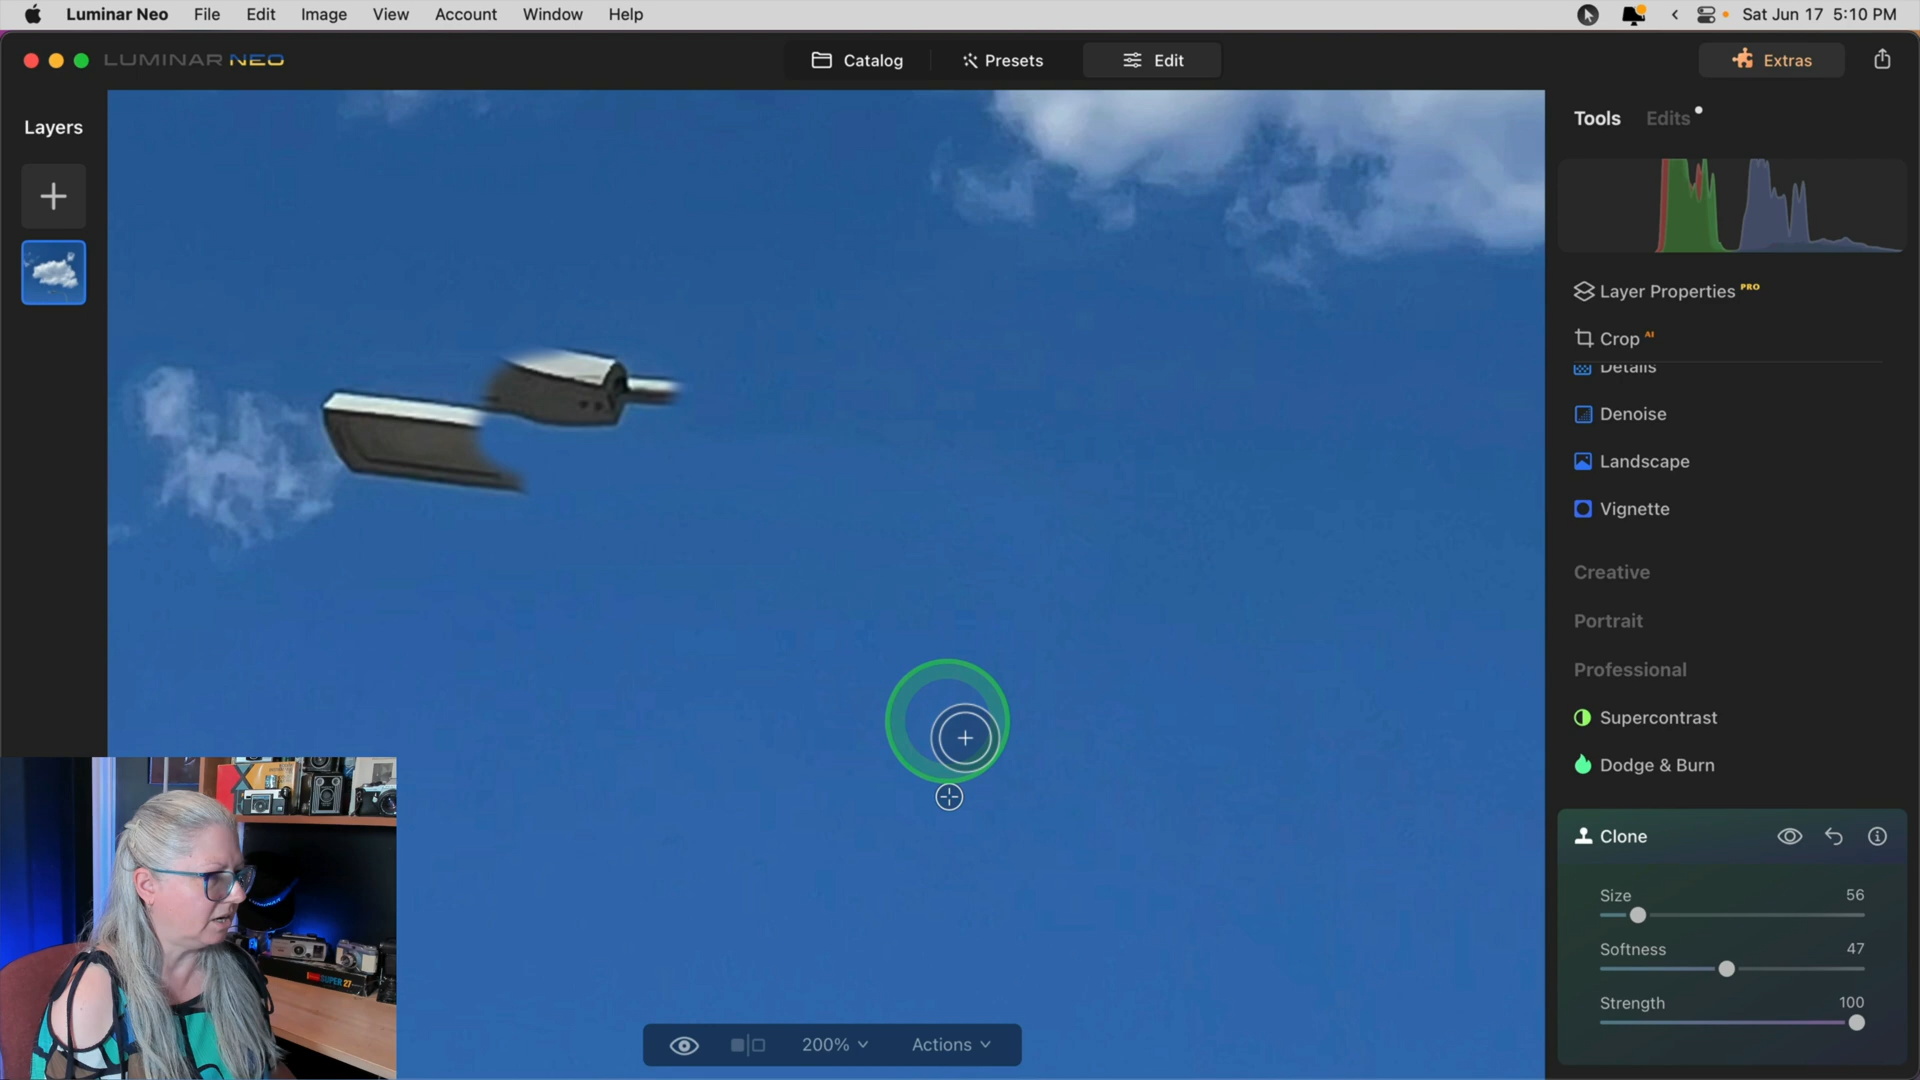 Luminar Neo File Edit Image View Account Window Help Sat Jun 17 5:10 PM
LUMINAR NEO Catalog Presets Edit Extras
Layers
Tools Edits
Layer Properties PRO
Crop AI
Details
Denoise
Landscape
Vignette
Creative
Portrait
Professional
Supercontrast
Dodge & Burn
Clone
Size 56
Softness 47
Strength 100
200% Actions
SUPER 27